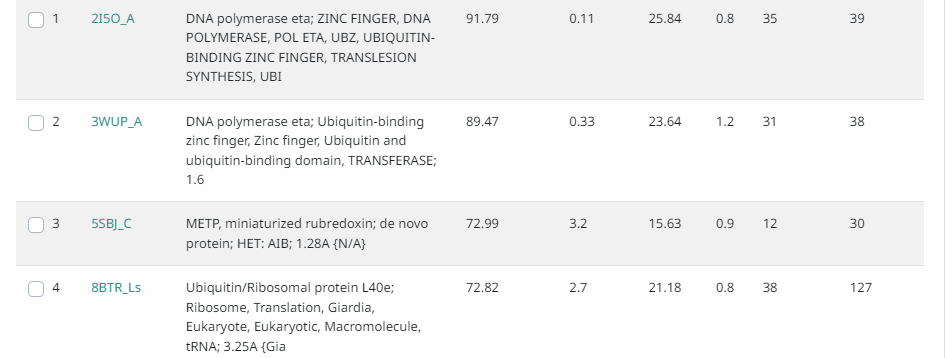 1 2I5O_A DNA polymerase eta; ZINC FINGER, DNA 91.79 0.11 25.84 0.8 35 39
POLYMERASE, POL ETA, UBZ, UBIQUITIN-
BINDING ZINC FINGER, TRANSLESION
SYNTHESIS, UBI
2 3WUP_A DNA polymerase eta; Ubiquitin-binding 89.47 0.33 23.64 1.2 31 38
zinc finger, Zinc finger, Ubiquitin and
ubiquitin-binding domain, TRANSFERASE;
1.6
3 5SBJ_C METP, miniaturized rubredoxin; de novo 72.99 3.2 15.63 0.9 12 30
protein; HET: AIB; 1.28A {N/A}
4 8BTR_Ls Ubiquitin/Ribosomal protein L40e; 72.82 2.7 21.18 0.8 38 127
Ribosome, Translation, Giardia,
Eukaryote, Eukaryotic, Macromolecule,
tRNA; 3.25A {Gia